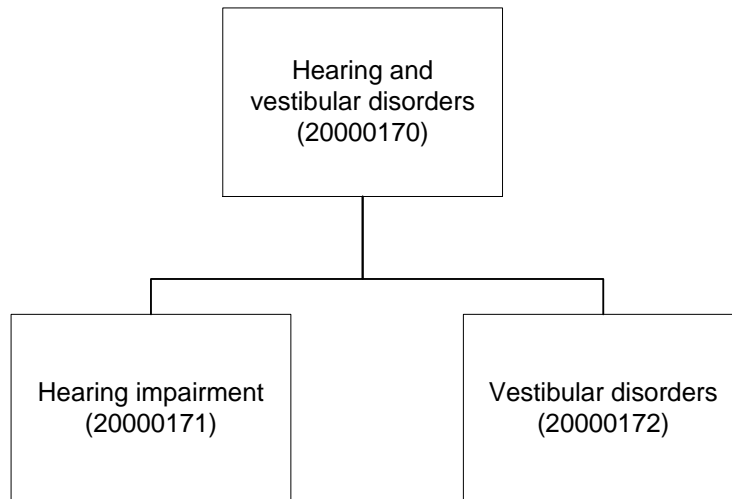 Hearing and
vestibular disorders
(20000170)
Hearing impairment
(20000171)
Vestibular disorders
(20000172)